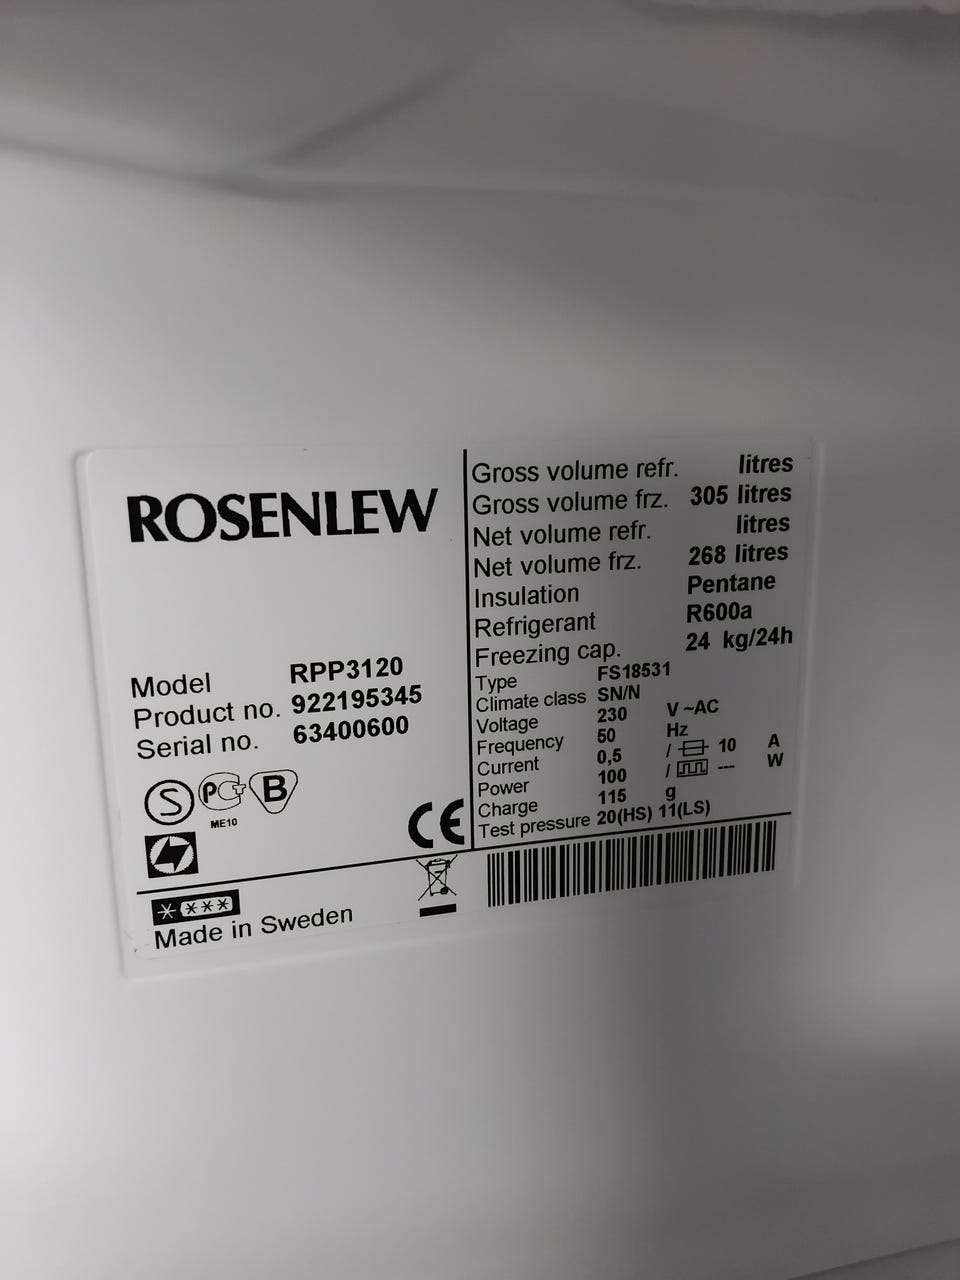 ROSENLEW
Model RPP3120
Product no. 922195345
Serial no. 63400600
S PCT B
ME10
CE
***
Made in Sweden
Gross volume refr. litres
Gross volume frz. 305 litres
Net volume refr. litres
Net volume frz. 268 litres
Insulation Pentane
Refrigerant R600a
Freezing cap. 24 kg/24h
Type FS18531
Climate class SN/N
Voltage 230 V ~AC
Frequency 50 Hz
Current 0,5 / 10 A
Power 100 / --- W
Charge 115 g
Test pressure 20(HS) 11(LS)